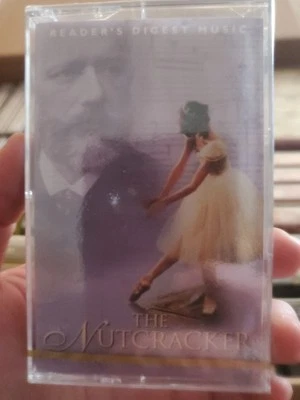 READER'S DIGEST MUSIC
THE
NUTCRACKER